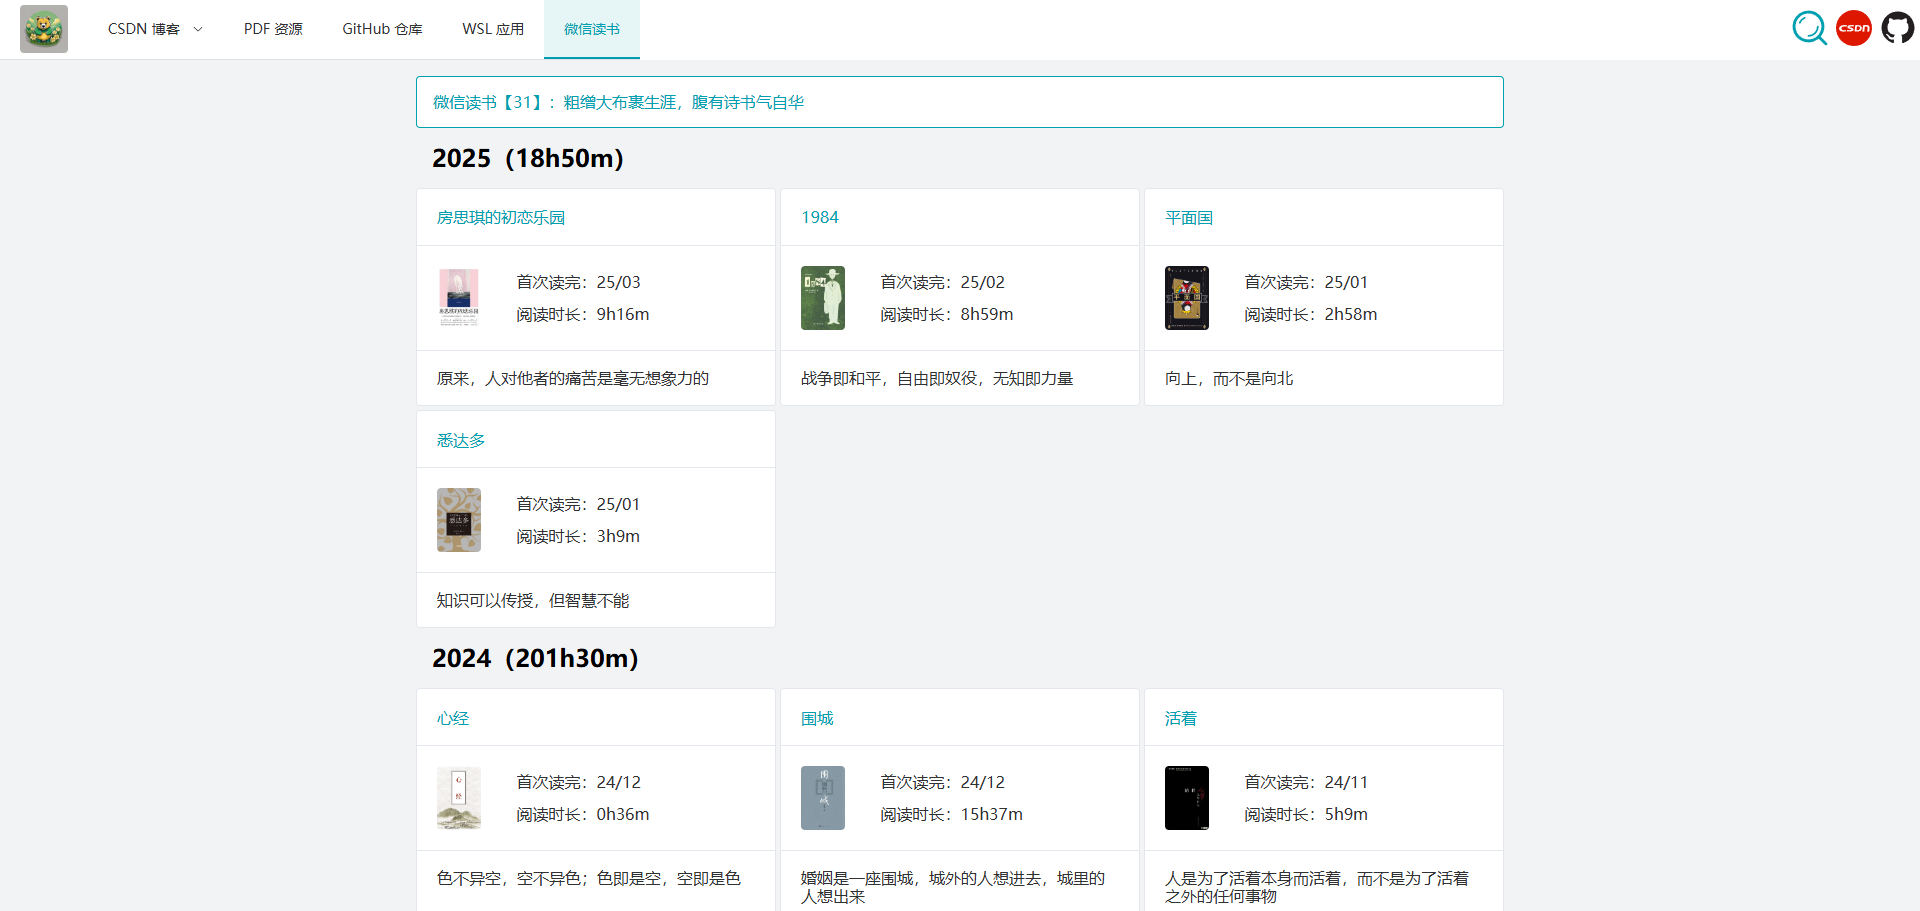 CSDN 博客
PDF 资源
GitHub 仓库
WSL 应用
微信读书
CSDN
微信读书【31】：粗缯大布裹生涯，腹有诗书气自华
2025（18h50m）
房思琪的初恋乐园
首次读完：25/03
阅读时长：9h16m
原来，人对他者的痛苦是毫无想象力的
1984
首次读完：25/02
阅读时长：8h59m
战争即和平，自由即奴役，无知即力量
平面国
平面国
首次读完：25/01
阅读时长：2h58m
向上，而不是向北
悉达多
悉达多
首次读完：25/01
阅读时长：3h9m
知识可以传授，但智慧不能
2024（201h30m）
心经
心
经
首次读完：24/12
阅读时长：0h36m
色不异空，空不异色；色即是空，空即是色
围城
围
城
首次读完：24/12
阅读时长：15h37m
婚姻是一座围城，城外的人想进去，城里的
人想出来
活着
首次读完：24/11
阅读时长：5h9m
人是为了活着本身而活着，而不是为了活着
之外的任何事物